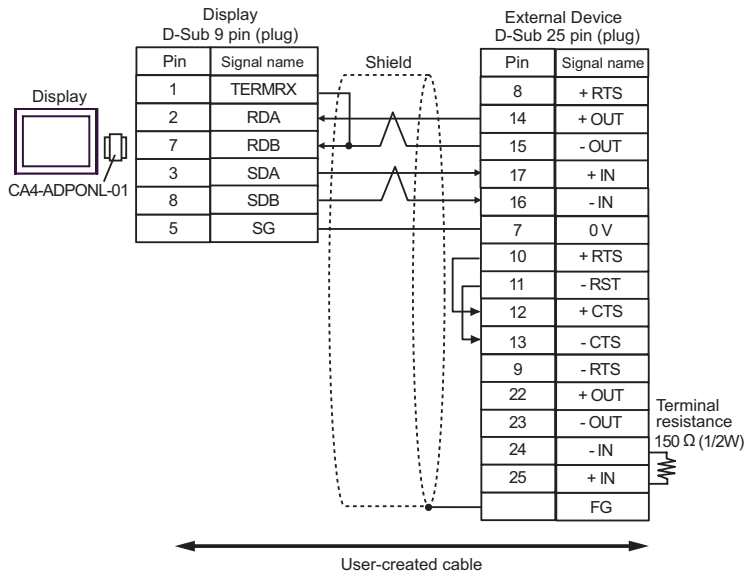 Display
D-Sub 9 pin (plug)
External Device
D-Sub 25 pin (plug)
Display
CA4-ADPONL-01
Shield
Pin Signal name
1 TERMRX
2 RDA
7 RDB
3 SDA
8 SDB
5 SG
Pin Signal name
8 + RTS
14 + OUT
15 - OUT
17 + IN
16 - IN
7 0 V
10 + RTS
11 - RST
12 + CTS
13 - CTS
9 - RTS
22 + OUT
23 - OUT
24 - IN
25 + IN
FG
Terminal
resistance
150 Ω (1/2W)
User-created cable